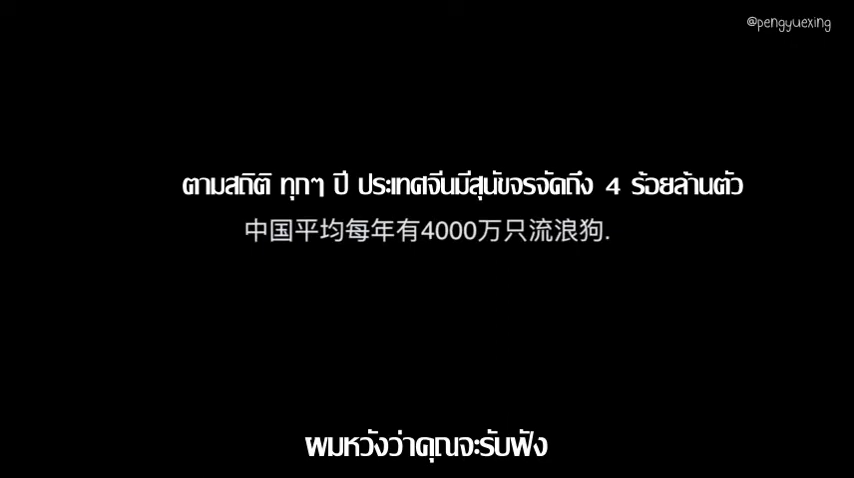 @pengyuexing
ตามสถิติ ทุกๆ ปี ประเทศจีนมีสุนัขจรจัดถึง 4 ร้อยล้านตัว
中国平均每年有4000万只流浪狗.
ผมหวังว่าคุณจะรับฟัง